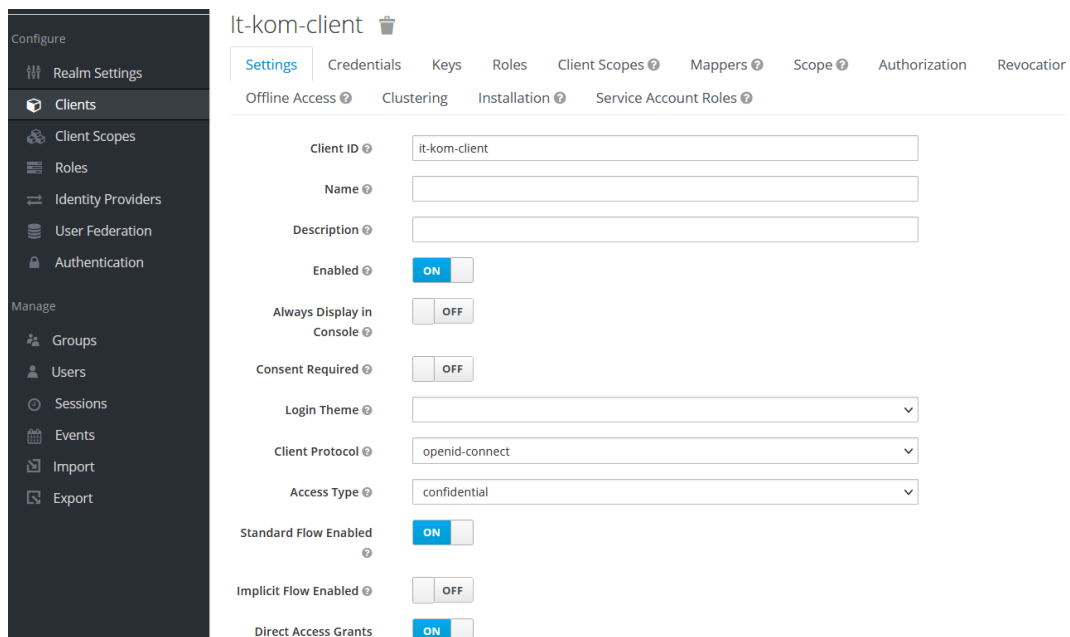 Configure
Realm Settings
Clients
Client Scopes
Roles
Identity Providers
User Federation
Authentication
Manage
Groups
Users
Sessions
Events
Import
Export
It-kom-client
Settings Credentials Keys Roles Client Scopes Mappers Scope Authorization Revocation
Offline Access Clustering Installation Service Account Roles
Client ID it-kom-client
Name
Description
Enabled ON
Always Display in
Console OFF
Consent Required OFF
Login Theme
Client Protocol openid-connect
Access Type confidential
Standard Flow Enabled ON
Implicit Flow Enabled OFF
Direct Access Grants ON